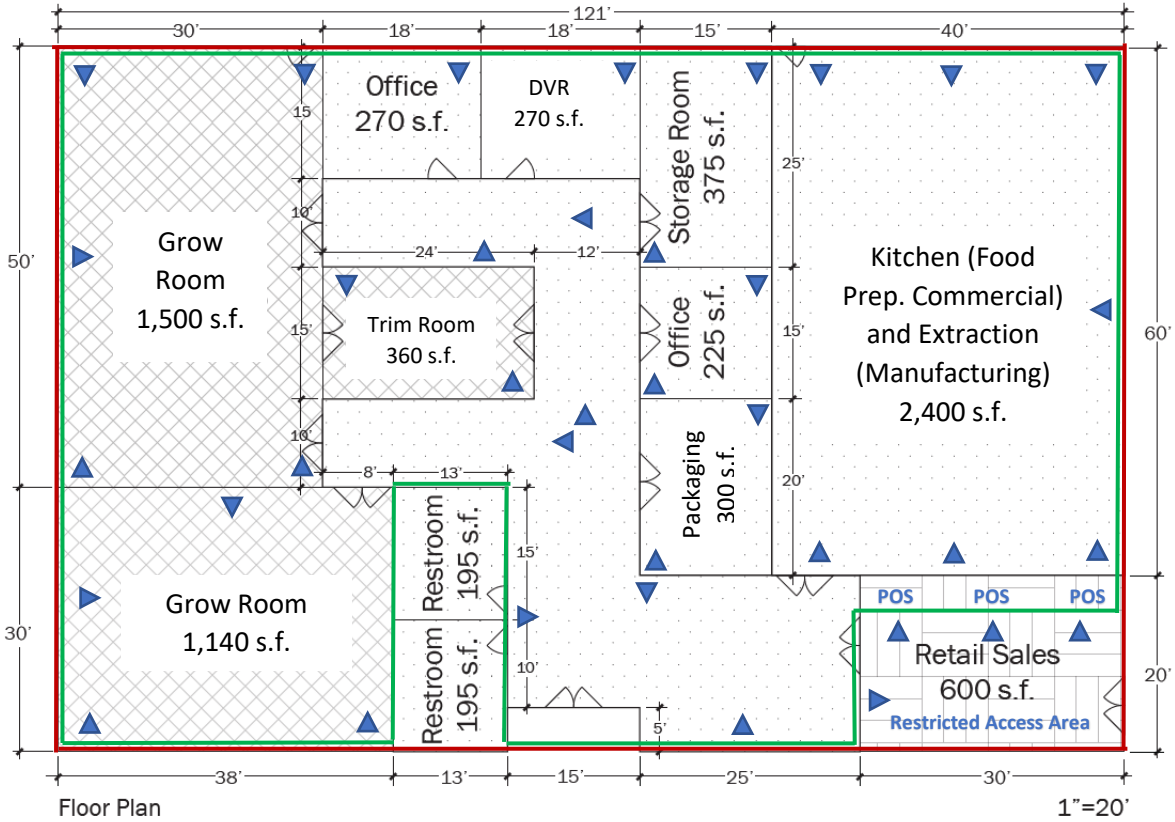 121'
30'
18'
18'
15'
40'
Office
270 s.f.
DVR
270 s.f.
Storage Room
375 s.f.
15
25'
10'
24'
12'
Grow
Room
1,500 s.f.
50'
Kitchen (Food
Prep. Commercial)
and Extraction
(Manufacturing)
2,400 s.f.
60'
Trim Room
360 s.f.
15'
Office
225 s.f.
15'
10'
8'
13'
Packaging
300 s.f.
20'
Restroom
195 s.f.
15'
Grow Room
1,140 s.f.
30'
POS
POS
POS
Retail Sales
600 s.f.
Restricted Access Area
20'
Restroom
195 s.f.
10'
5'
38'
13'
15'
25'
30'
Floor Plan
1"=20'